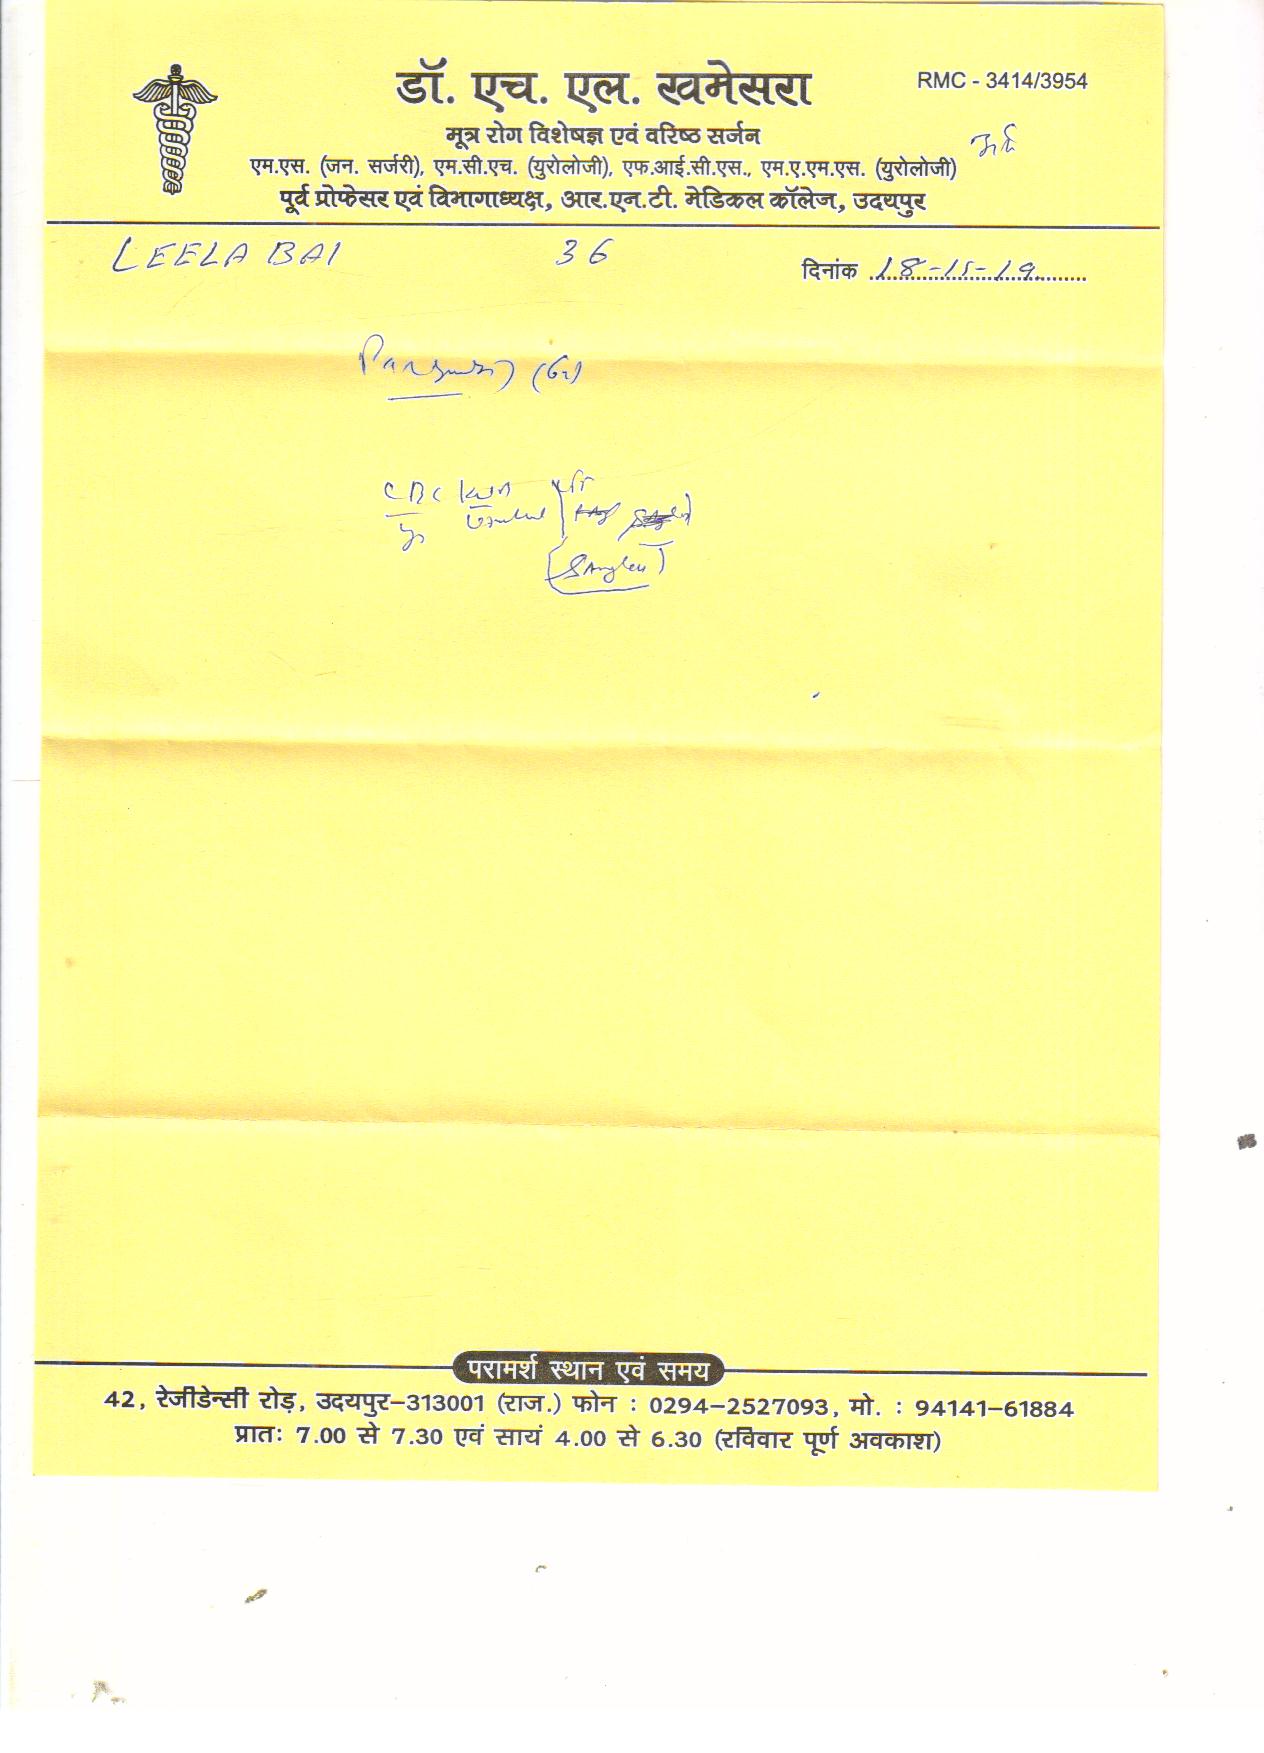 डॉ. एच. एल. खमेसरा
RMC - 3414/3954
मूत्र रोग विशेषज्ञ एवं वरिष्ठ सर्जन
एम.एस. (जन. सर्जरी), एम.सी.एच. (युरोलोजी), एफ.आई.सी.एस., एम.ए.एम.एस. (युरोलोजी)
पूर्व प्रोफेसर एवं विभागाध्यक्ष, आर.एन.टी. मेडिकल कॉलेज, उदयपुर
LEELA BAI 36
दिनांक 18-11-19
CBC
परामर्श स्थान एवं समय
42, रेजीडेन्सी रोड़, उदयपुर-313001 (राज.) फोन : 0294-2527093, मो. : 94141-61884
प्रातः 7.00 से 7.30 एवं सायं 4.00 से 6.30 (रविवार पूर्ण अवकाश)